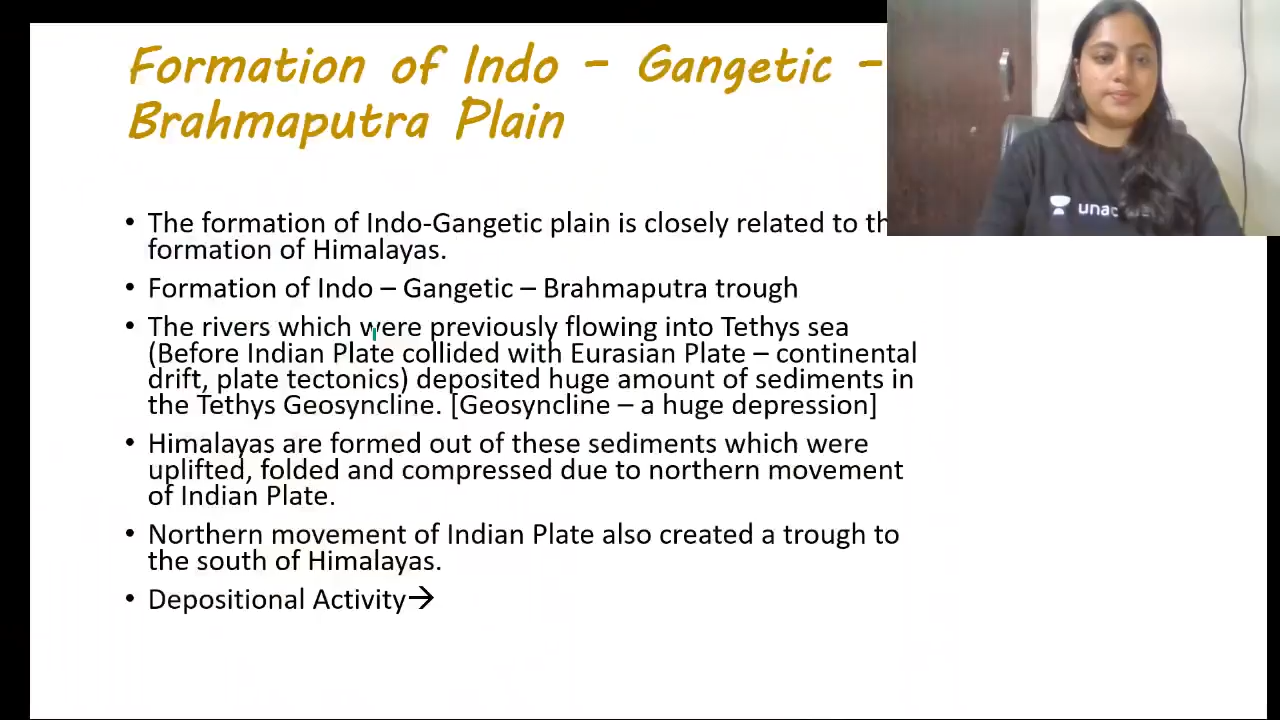 Formation of Indo – Gangetic –
Brahmaputra Plain
• The formation of Indo-Gangetic plain is closely related to th
formation of Himalayas.
• Formation of Indo – Gangetic – Brahmaputra trough
• The rivers which were previously flowing into Tethys sea
(Before Indian Plate collided with Eurasian Plate – continental
drift, plate tectonics) deposited huge amount of sediments in
the Tethys Geosyncline. [Geosyncline – a huge depression]
• Himalayas are formed out of these sediments which were
uplifted, folded and compressed due to northern movement
of Indian Plate.
• Northern movement of Indian Plate also created a trough to
the south of Himalayas.
• Depositional Activity→